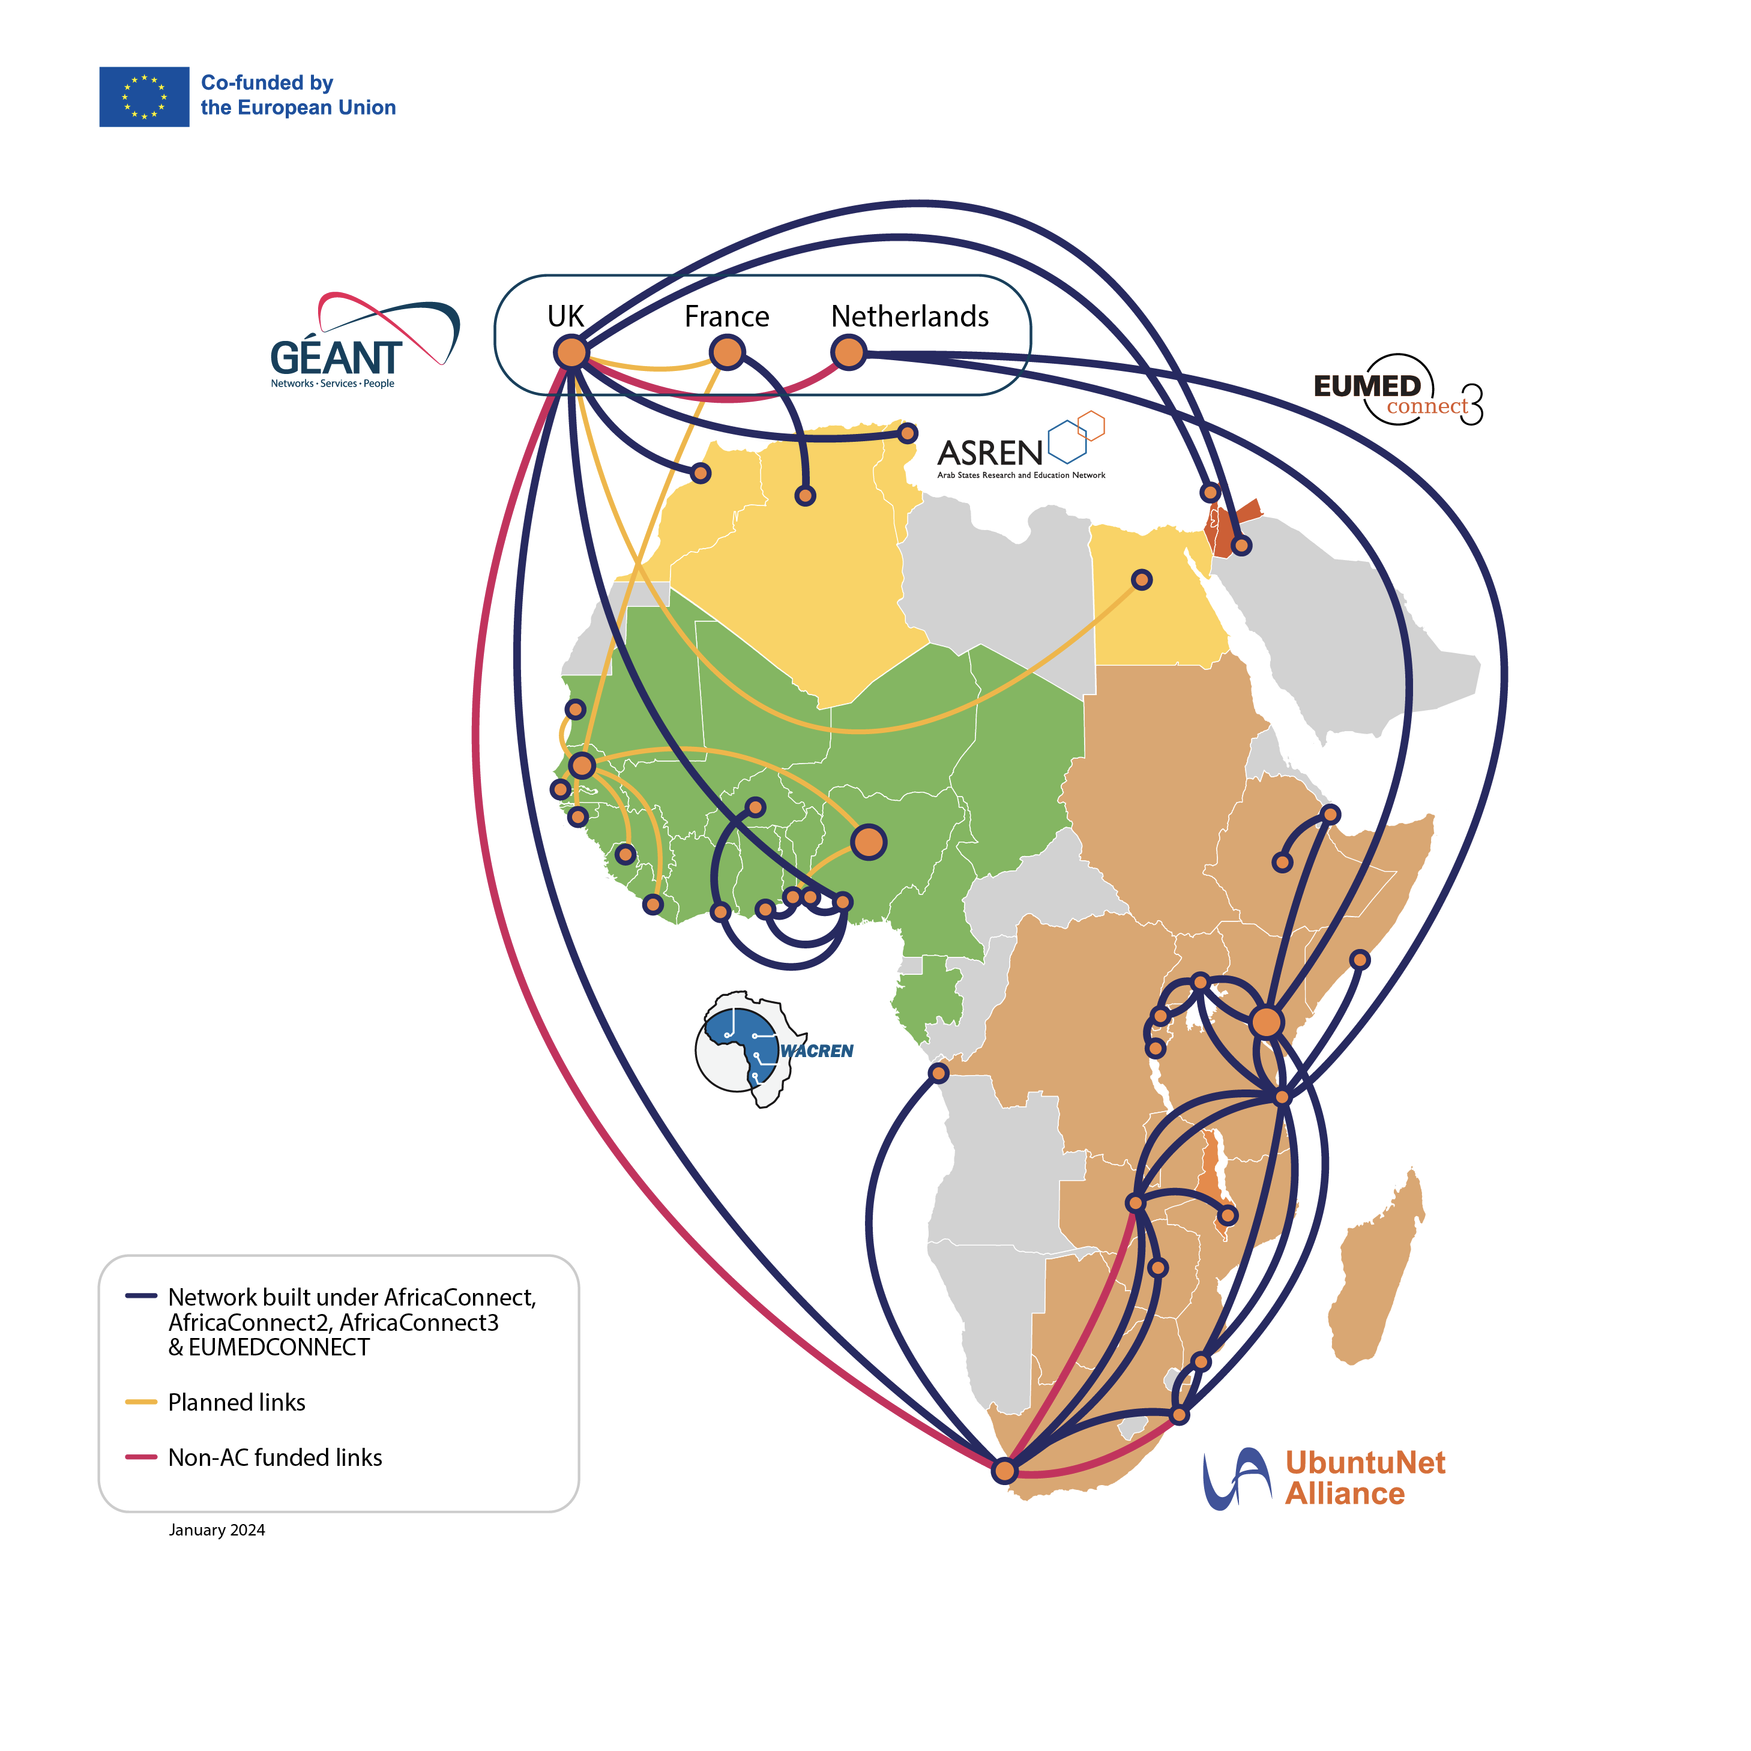 Co-funded by
the European Union
UK
France
Netherlands
GÉANT
Networks · Services · People
EUMED
connect3
ASREN
Arab States Research and Education Network
WACREN
Network built under AfricaConnect,
AfricaConnect2, AfricaConnect3
& EUMEDCONNECT
Planned links
Non-AC funded links
January 2024
UbuntuNet
Alliance